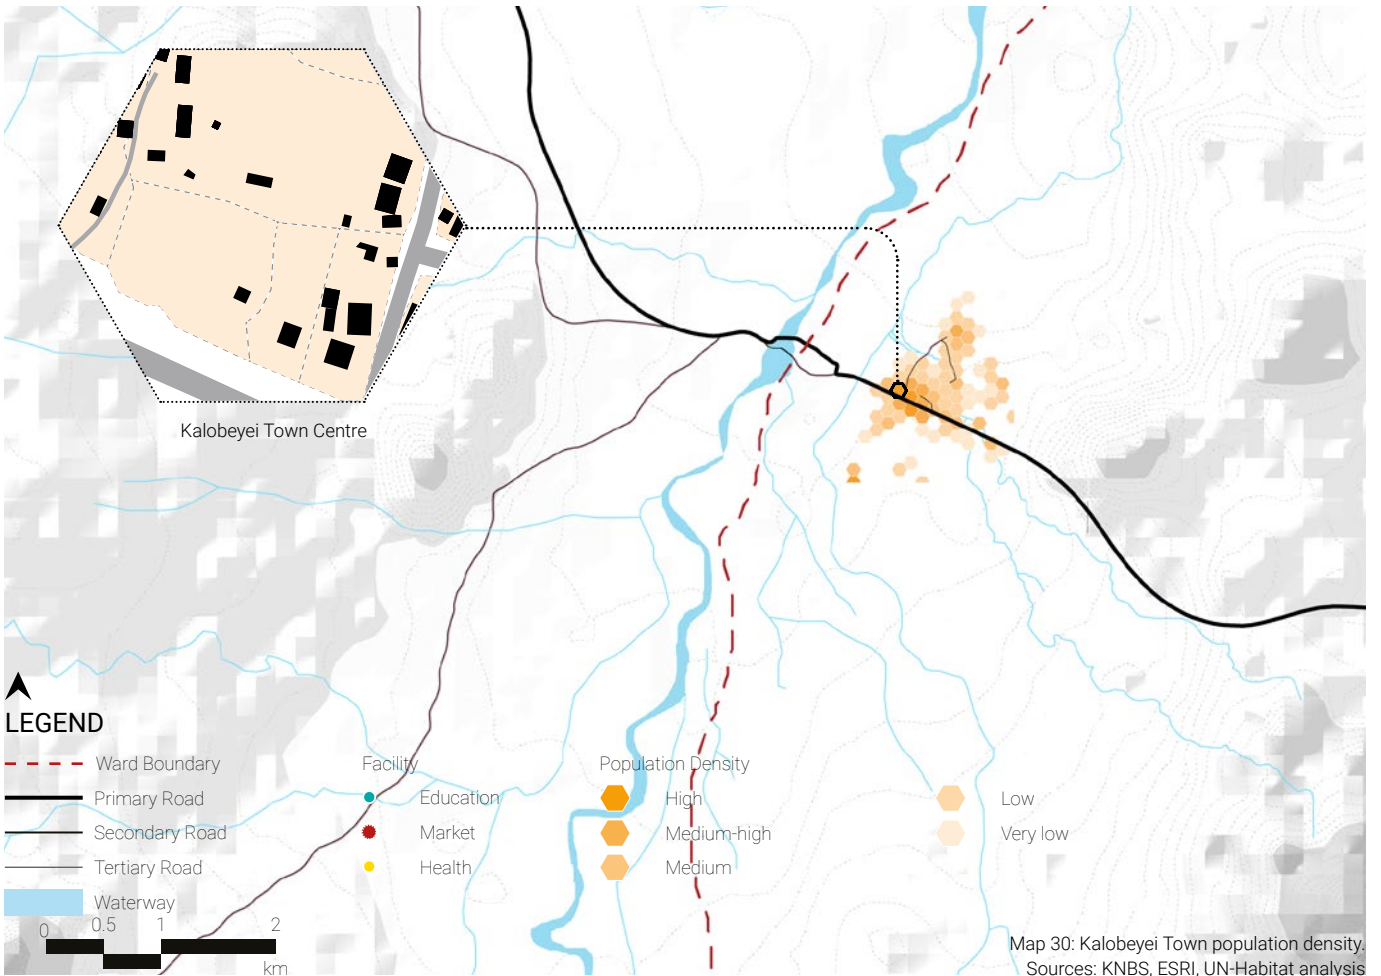 Kalobeyei Town Centre
LEGEND
Ward Boundary
Primary Road
Secondary Road
Tertiary Road
Waterway
0 0.5 1 2
km
Facility
Education
Market
Health
Population Density
High
Medium-high
Medium
Low
Very low
Map 30: Kalobeyei Town population density.
Sources: KNBS, ESRI, UN-Habitat analysis